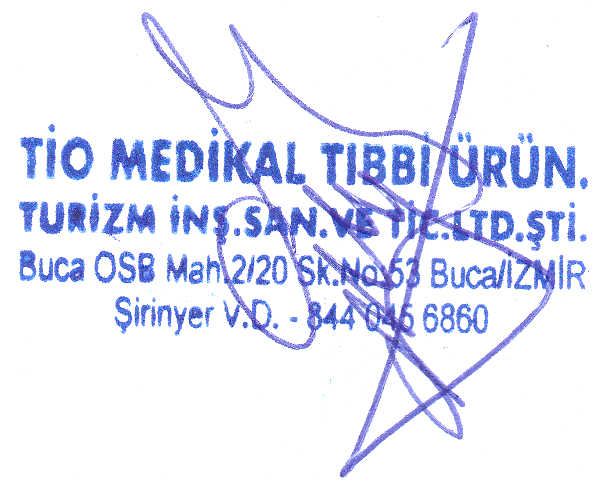 TİO MEDİKAL TIBBİ ÜRÜN.
TURİZM İNŞ.SAN.VE TİC.LTD.ŞTİ.
Buca OSB Mah.2/20 Sk.No:53 Buca/İZMİR
Şirinyer V.D. - 844 045 6860